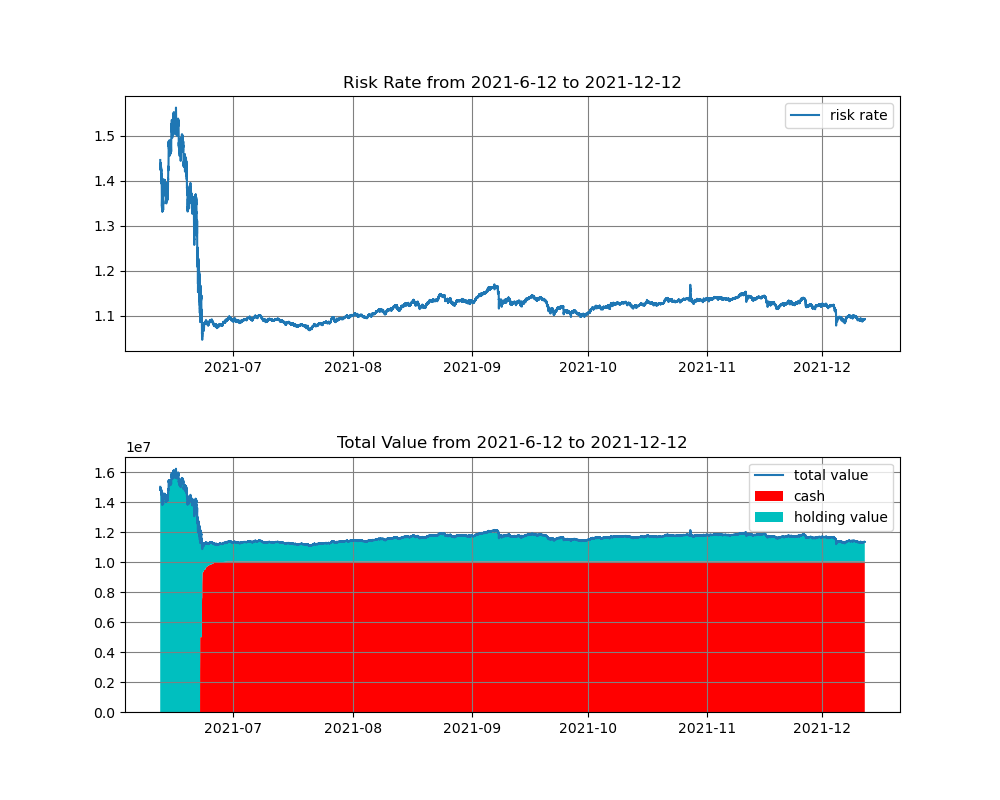 Risk Rate from 2021-6-12 to 2021-12-12
risk rate
1.5
1.4
1.3
1.2
1.1
2021-07 2021-08 2021-09 2021-10 2021-11 2021-12
Total Value from 2021-6-12 to 2021-12-12
1e7
total value
cash
holding value
1.6
1.4
1.2
1.0
0.8
0.6
0.4
0.2
0.0
2021-07 2021-08 2021-09 2021-10 2021-11 2021-12